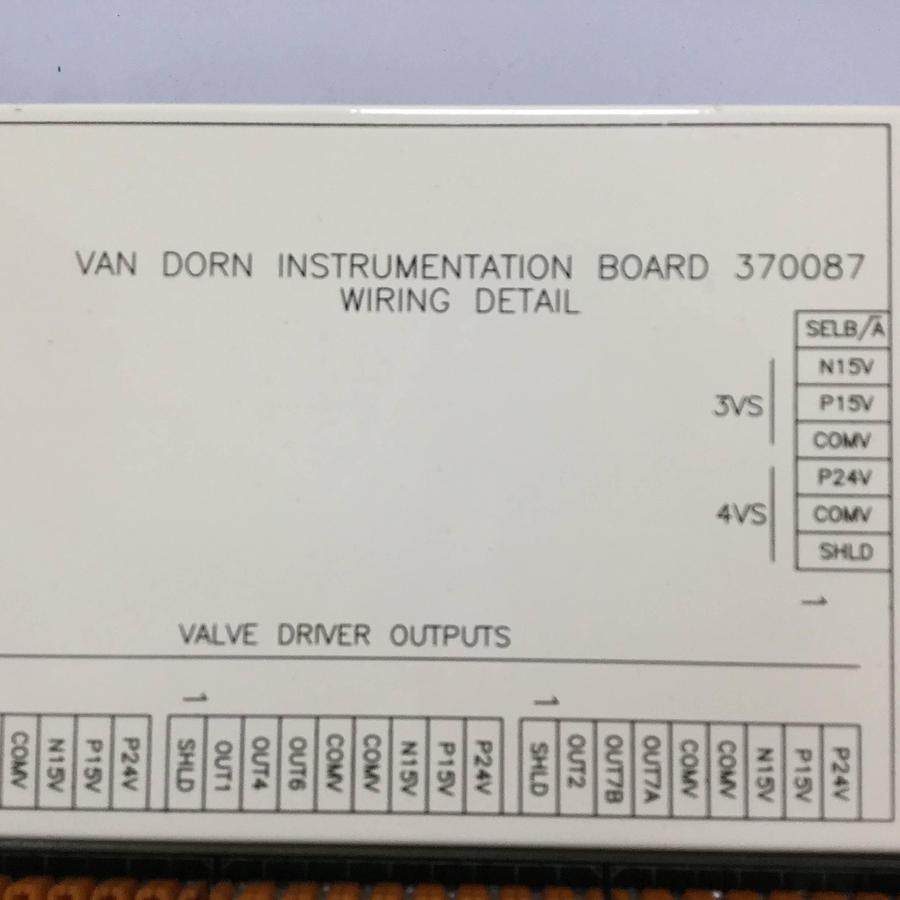 VAN DORN INSTRUMENTATION BOARD 370087
WIRING DETAIL
SELB/A̅
N15V
3VS
P15V
COMV
P24V
4VS
COMV
SHLD
1
VALVE DRIVER OUTPUTS
1
1
COMV N15V P15V P24V
SHLD OUT1 OUT4 OUT6 COMV COMV N15V P15V P24V
SHLD OUT2 OUT7B OUT7A COMV COMV N15V P15V P24V